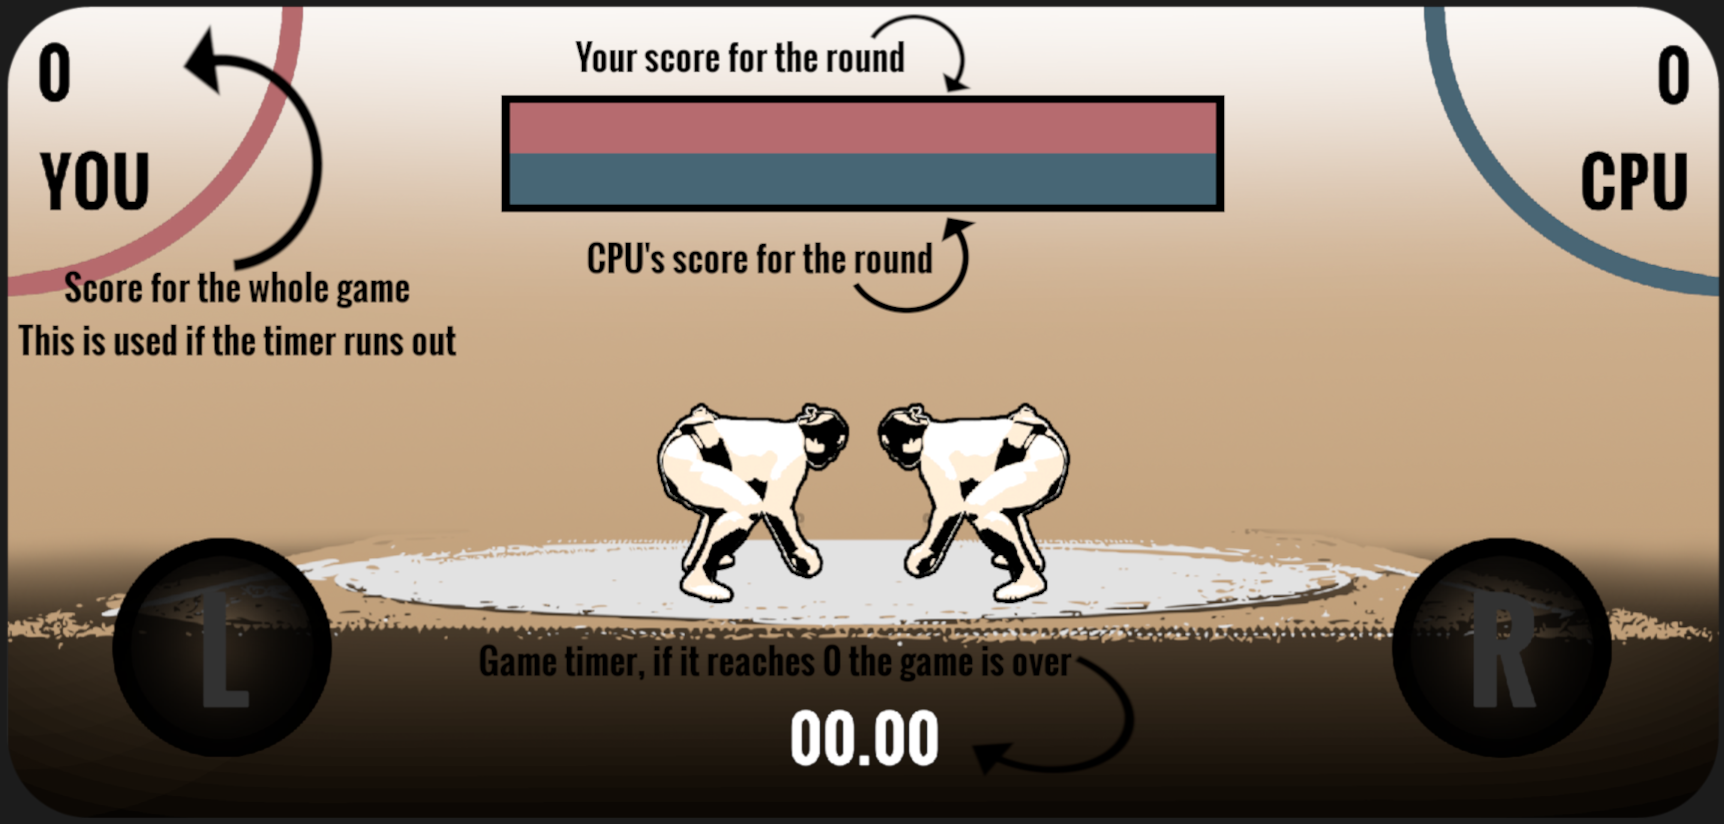 0
YOU
Score for the whole game
This is used if the timer runs out
Your score for the round
CPU's score for the round
0
CPU
L
R
Game timer, if it reaches 0 the game is over
00.00